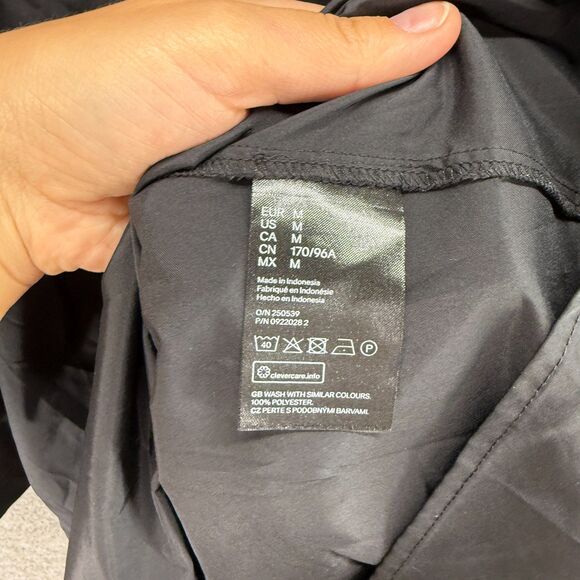 EUR M
US M
CA M
CN 170/96A
MX M
Made in Indonesia
Fabriqué en Indonésie
Hecho en Indonesia
O/N 250539
P/N 0922028 2
40
P
clevercare.info
GB WASH WITH SIMILAR COLOURS.
100% POLYESTER.
CZ PERTE S PODOBNÝMI BARVAMI.